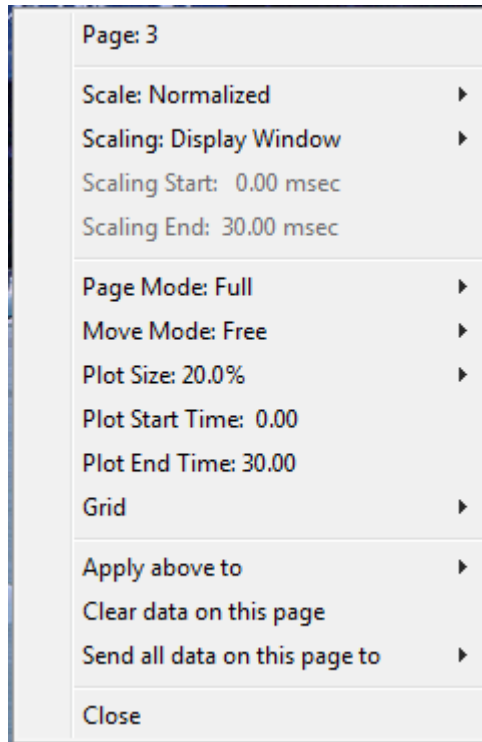 Page: 3
Scale: Normalized
Scaling: Display Window
Scaling Start:  0.00 msec
Scaling End:  30.00 msec
Page Mode: Full
Move Mode: Free
Plot Size: 20.0%
Plot Start Time:  0.00
Plot End Time: 30.00
Grid
Apply above to
Clear data on this page
Send all data on this page to
Close